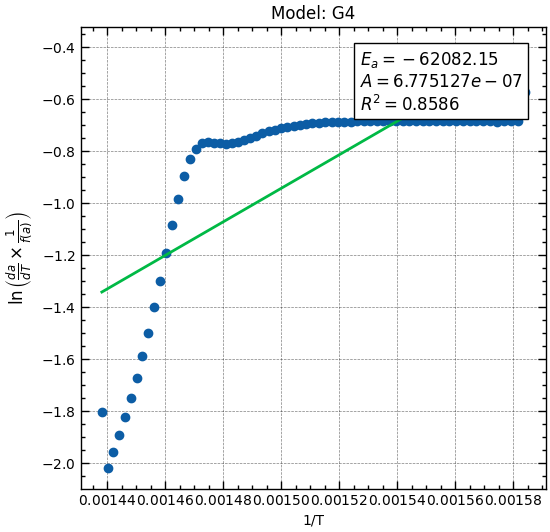 Model: G4
E_a = −62082.15
A = 6.775127e − 07
R^2 = 0.8586
−0.4
−0.6
−0.8
−1.0
−1.2
−1.4
−1.6
−1.8
−2.0
ln(da/dT × 1/f(a))
0.00144 0.00146 0.00148 0.00150 0.00152 0.00154 0.00156 0.00158
1/T